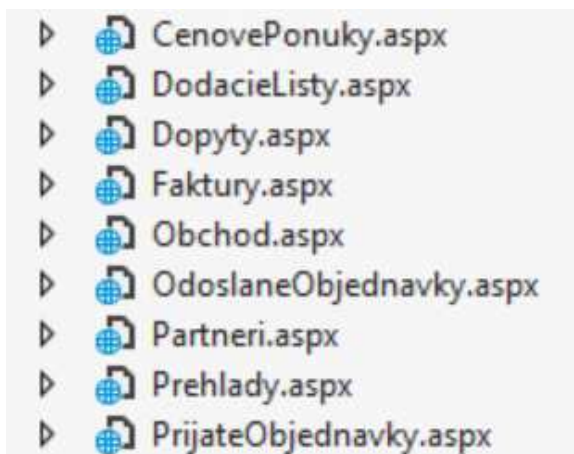 CenovePonuky.aspx
DodacieListy.aspx
Dopyty.aspx
Faktury.aspx
Obchod.aspx
OdoslaneObjednavky.aspx
Partneri.aspx
Prehlady.aspx
PrijateObjednavky.aspx